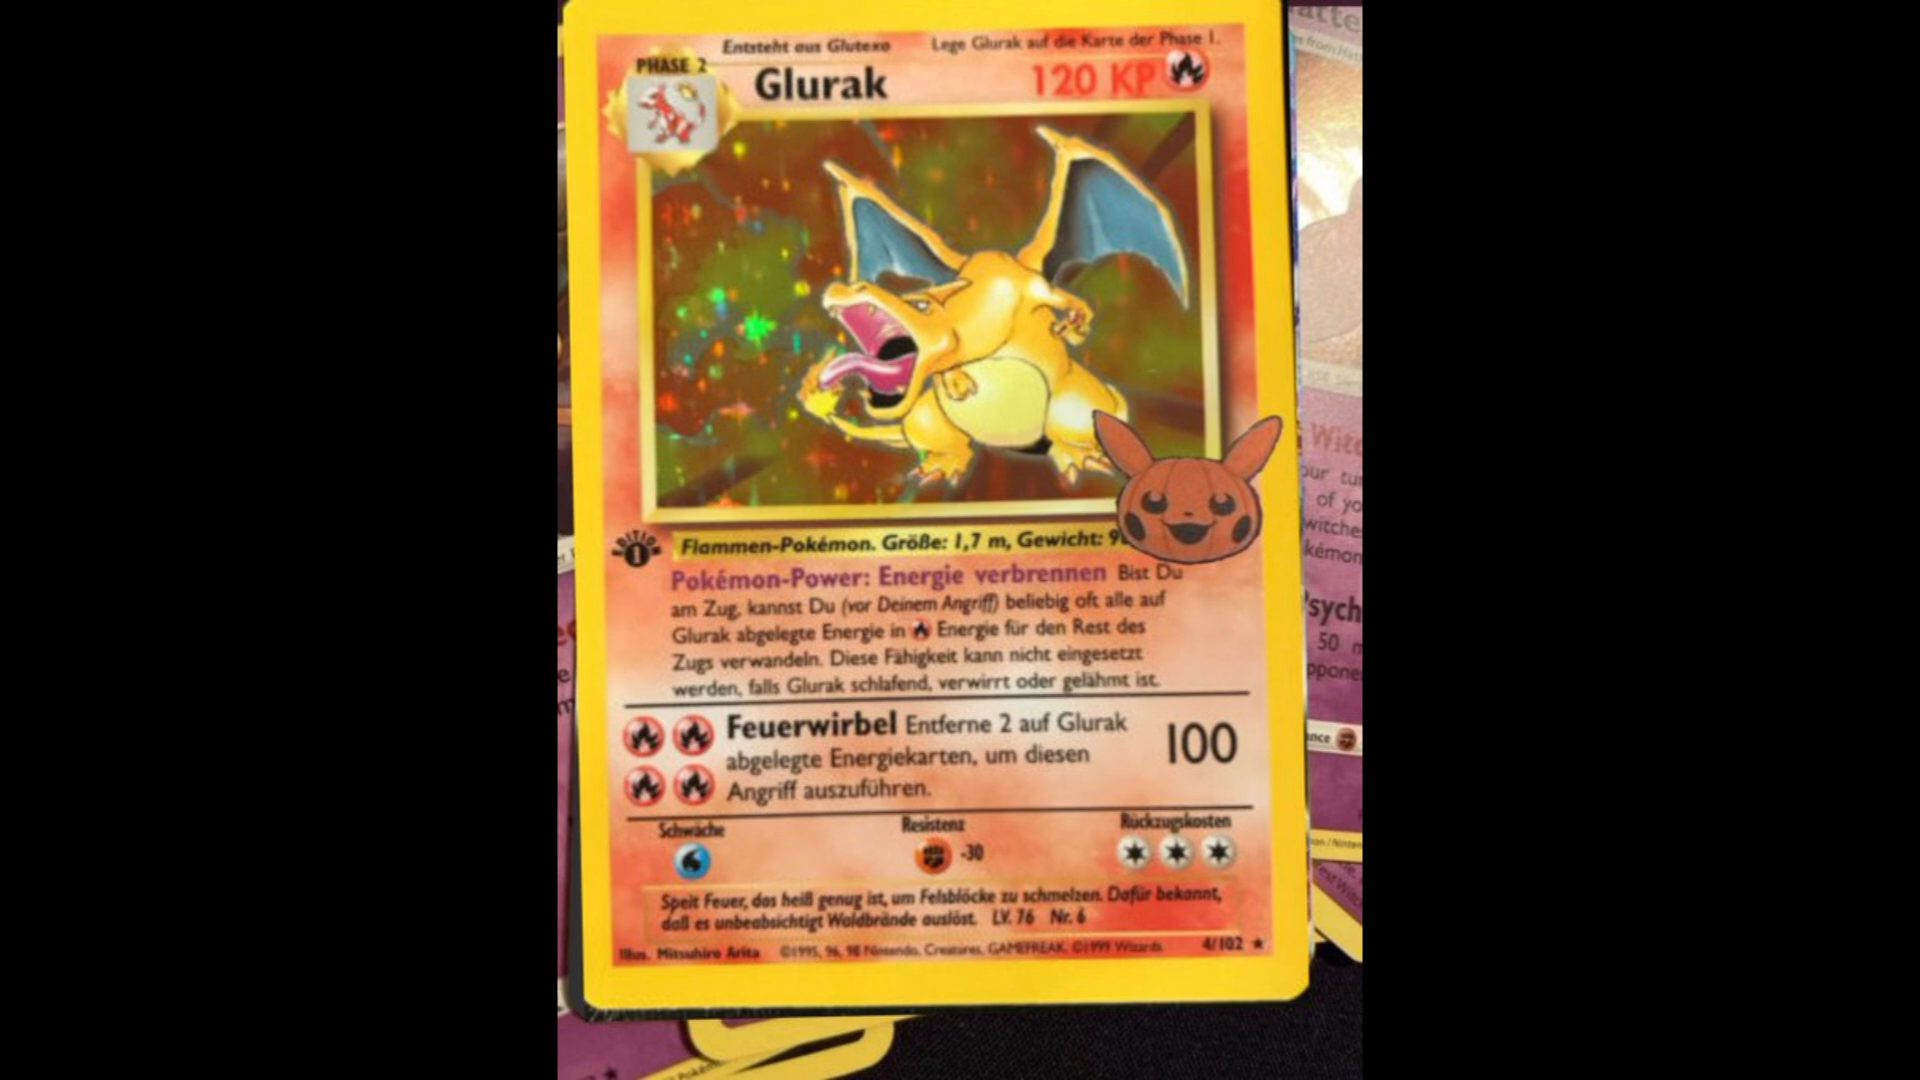 Entsteht aus Glutexo Lege Glurak auf die Karte der Phase 1.
PHASE 2
Glurak 120 KP
EDITION 1
Flammen-Pokémon. Größe: 1,7 m, Gewicht:
Pokémon-Power: Energie verbrennen Bist Du
am Zug, kannst Du (vor Deinem Angriff) beliebig oft alle auf
Glurak abgelegte Energie in Energie für den Rest des
Zugs verwandeln. Diese Fähigkeit kann nicht eingesetzt
werden, falls Glurak schlafend, verwirrt oder gelähmt ist.
Feuerwirbel Entferne 2 auf Glurak 100
abgelegte Energiekarten, um diesen
Angriff auszuführen.
Schwäche Resistenz Rückzugskosten
-30
Speit Feuer, das heiß genug ist, um Felsblöcke zu schmelzen. Dafür bekannt,
daß es unbeabsichtigt Waldbrände auslöst. LV. 76 Nr. 6
Illus. Mitsuhiro Arita ©1995, 96, 98 Nintendo, Creatures, GAMEFREAK. ©1999 Wizards. 4/102
of
50